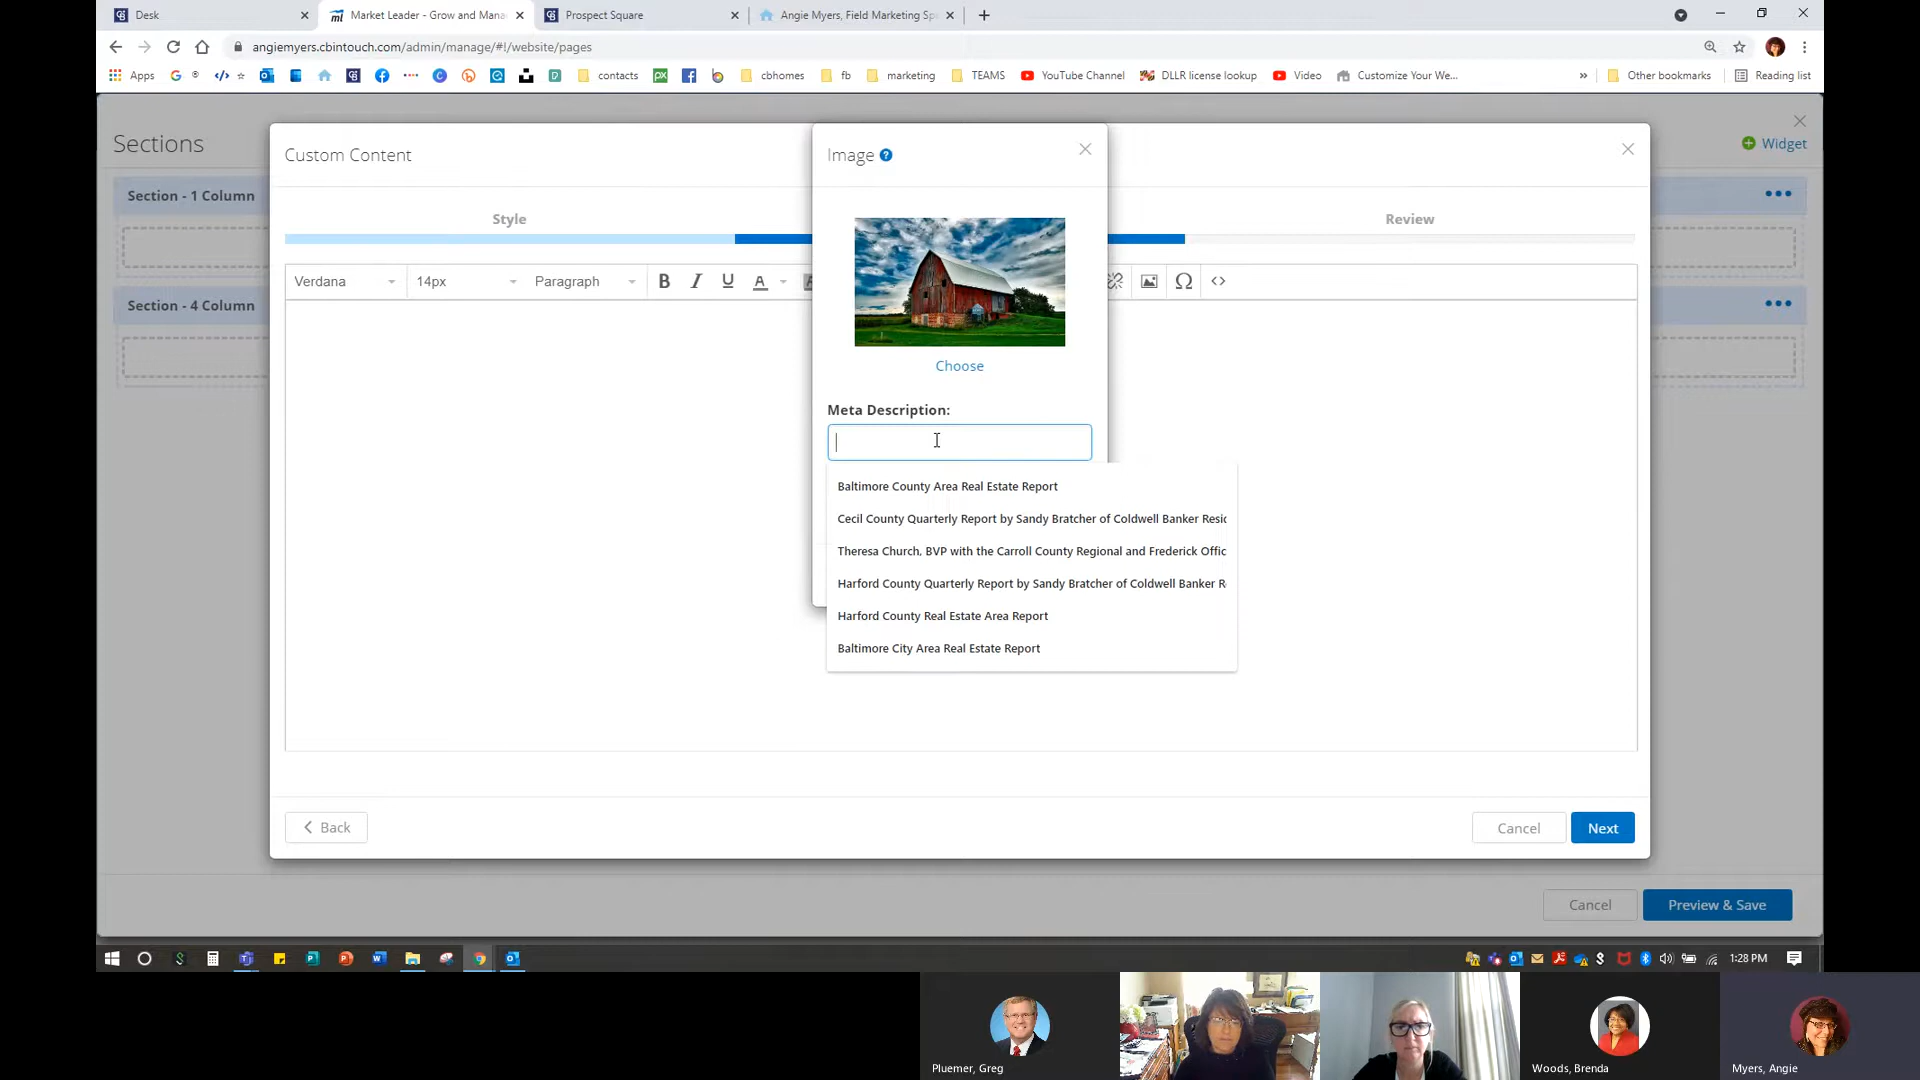 Desk
Market Leader - Grow and Mana
Prospect Square
Angie Myers, Field Marketing Sp
angiemyers.cbintouch.com/admin/manage/#!/website/pages
Apps
contacts
cbhomes
fb
marketing
TEAMS
YouTube Channel
DLLR license lookup
Video
Customize Your We...
»
Other bookmarks
Reading list
Sections
Widget
Custom Content
Image
Section - 1 Column
Style
Review
Verdana
14px
Paragraph
B
I
U
A
Ω
<>
Section - 4 Column
Choose
Meta Description:
Baltimore County Area Real Estate Report
Cecil County Quarterly Report by Sandy Bratcher of Coldwell Banker Resid
Theresa Church, BVP with the Carroll County Regional and Frederick Offic
Harford County Quarterly Report by Sandy Bratcher of Coldwell Banker R
Harford County Real Estate Area Report
Baltimore City Area Real Estate Report
Back
Cancel
Next
Cancel
Preview & Save
1:28 PM
Pluemer, Greg
Woods, Brenda
Myers, Angie